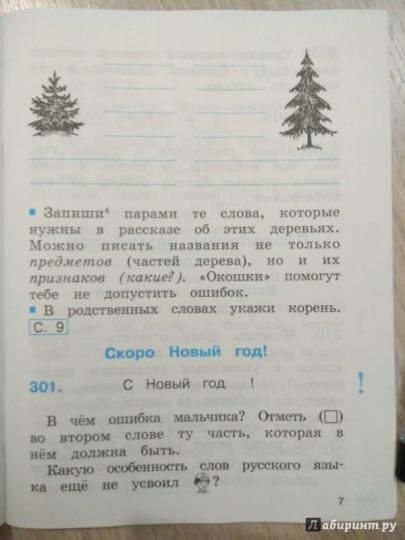 ▪ Запиши⁴ парами те слова, которые
нужны в рассказе об этих деревьях.
Можно писать названия не только
предметов (частей дерева), но и их
признаков (какие?). «Окошки» помогут
тебе не допустить ошибок.
▪ В родственных словах укажи корень.
С. 9
Скоро Новый год!
301. С Новый год !
!
В чём ошибка мальчика? Отметь (□)
во втором слове ту часть, которая в
нём должна быть.
Какую особенность слов русского язы-
ка ещё не усвоил ?
7
Лабиринт.ру